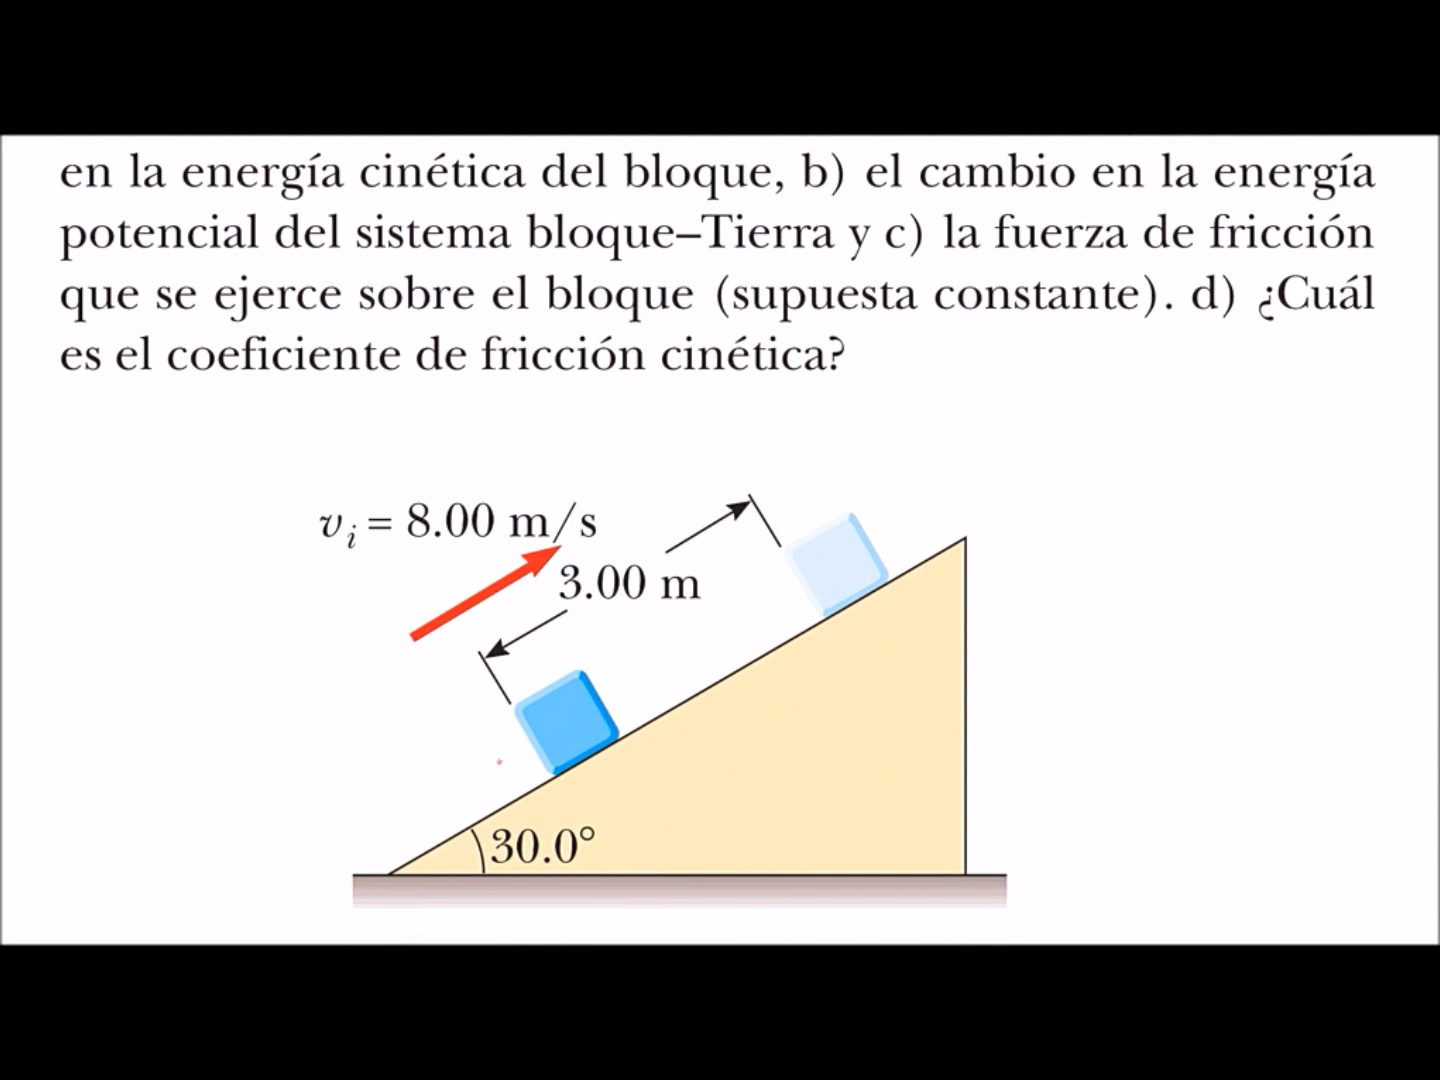 en la energía cinética del bloque, b) el cambio en la energía
potencial del sistema bloque–Tierra y c) la fuerza de fricción
que se ejerce sobre el bloque (supuesta constante). d) ¿Cuál
es el coeficiente de fricción cinética?
vᵢ = 8.00 m/s
3.00 m
30.0°